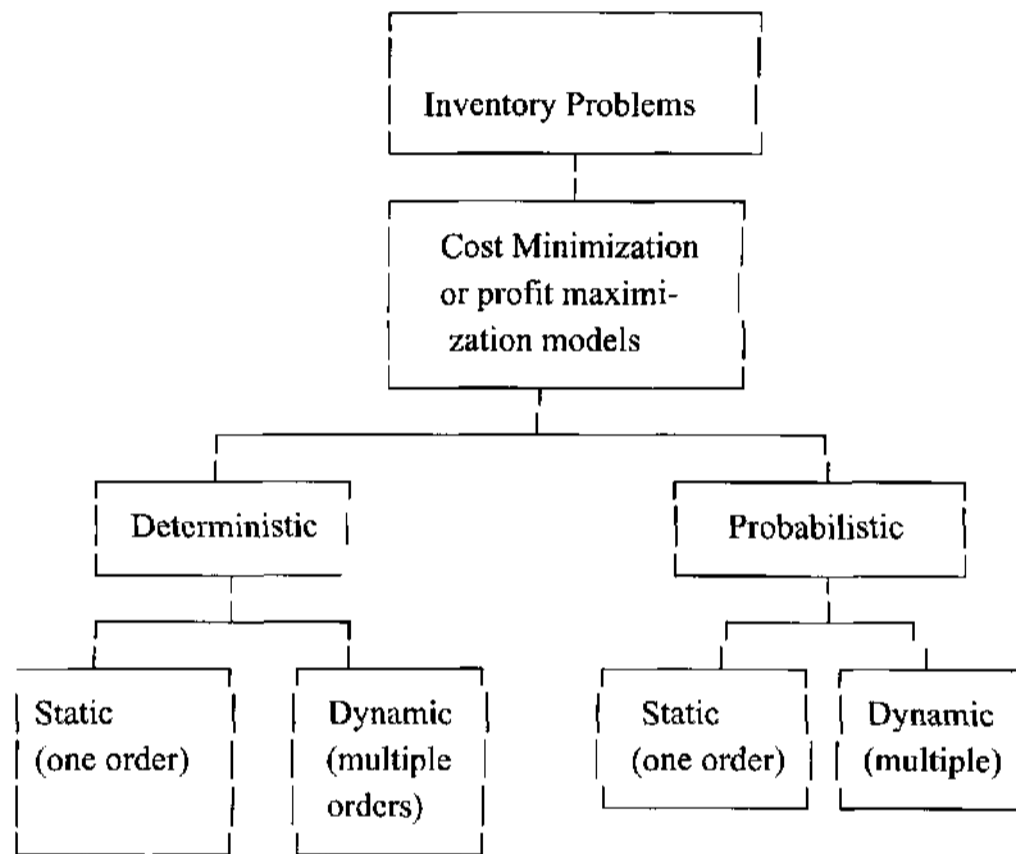 Inventory Problems
Cost Minimization
or profit maximi-
zation models
Deterministic
Probabilistic
Static
(one order)
Dynamic
(multiple
orders)
Static
(one order)
Dynamic
(multiple)